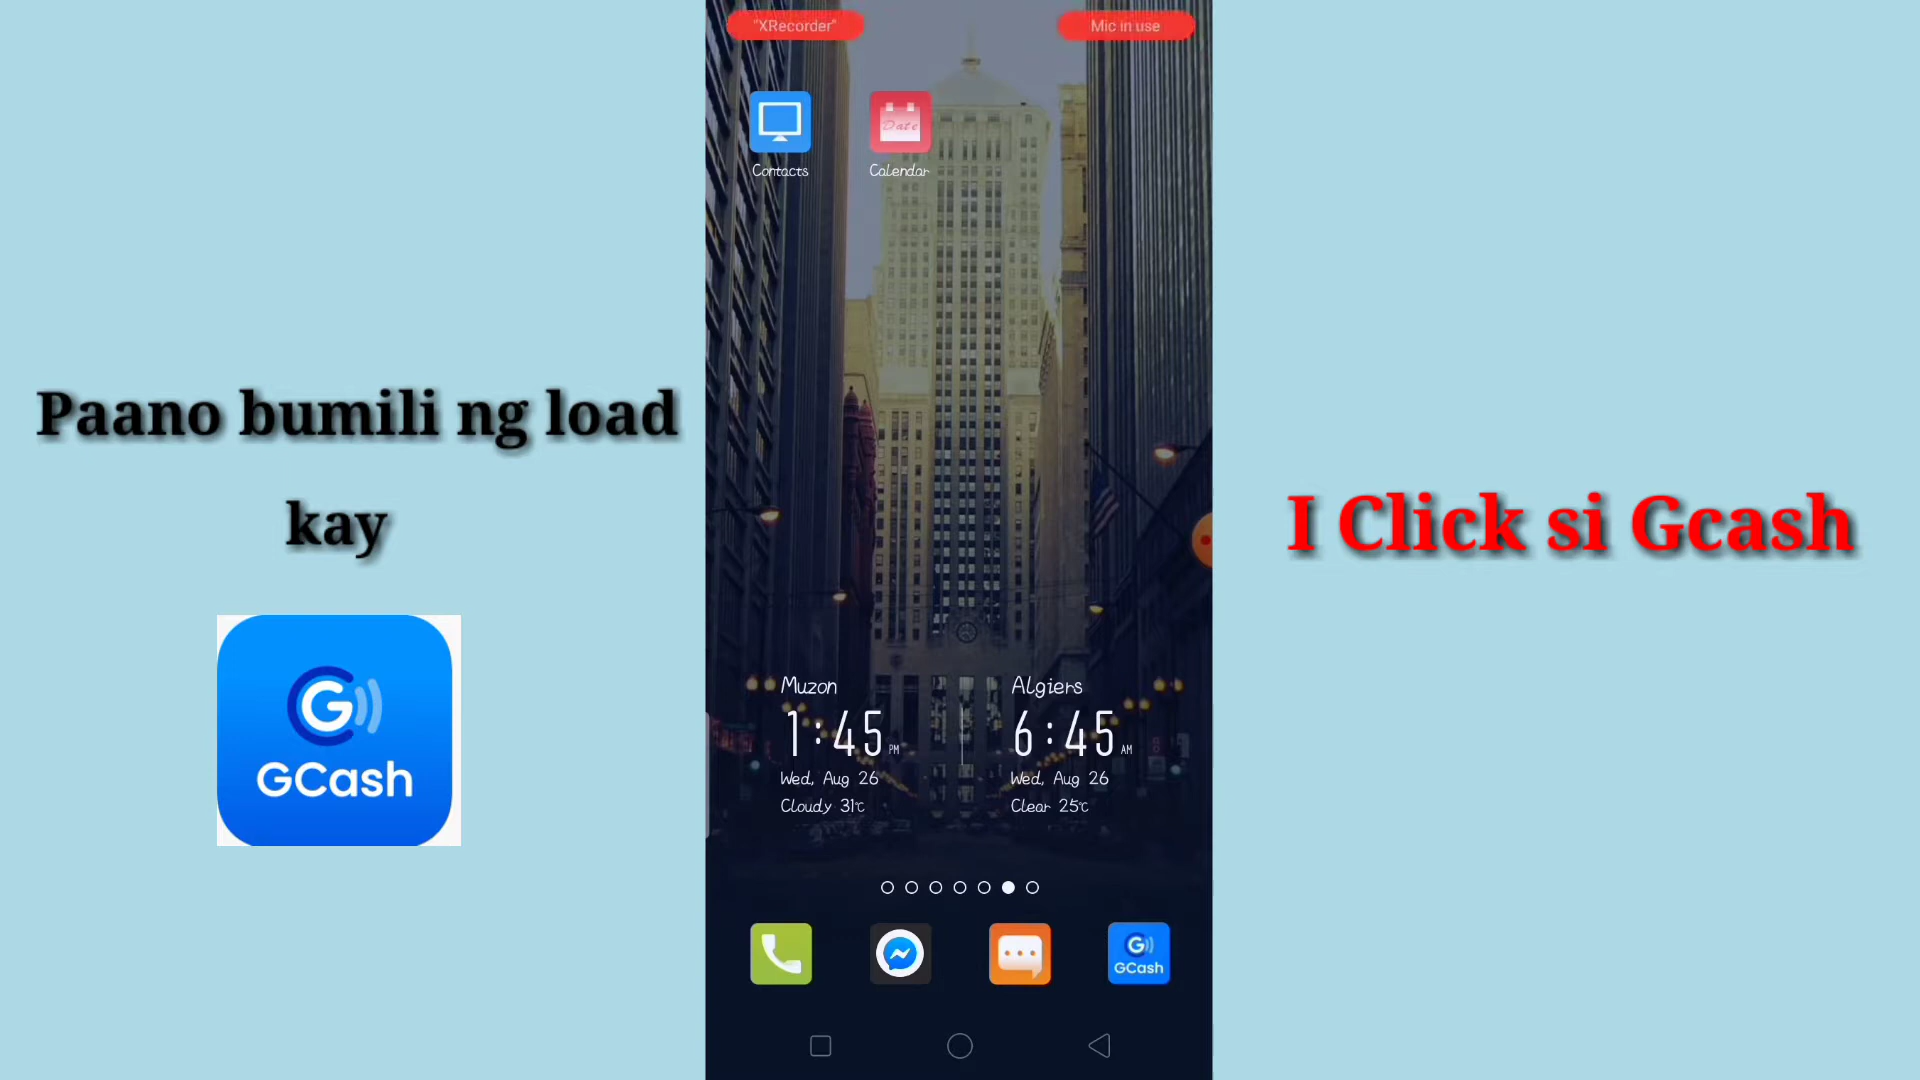 "XRecorder"
Mic in use
Date
Contacts
Calendar
Paano bumili ng load
kay
GCash
I Click si Gcash
Muzon
1:45 PM
Wed, Aug 26
Cloudy 31℃
Algiers
6:45 AM
Wed, Aug 26
Clear 25℃
GCash